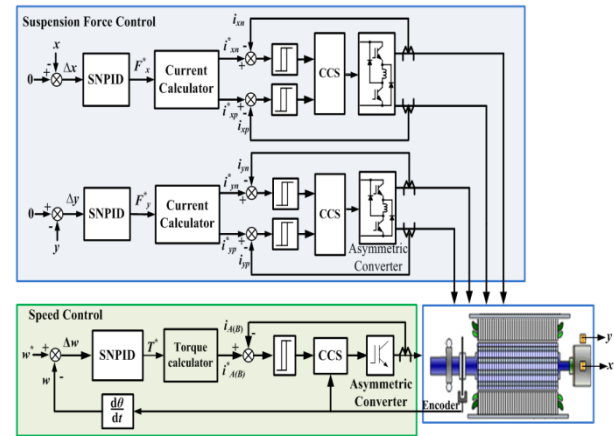 Suspension Force Control
x
-
+
0
Δx
SNPID
F*x
Current
Calculator
ixn
i*xn
-
+
i*xp
+
-
ixp
CCS
0
+
-
Δy
y
SNPID
F*y
Current
Calculator
iyn
i*yn
-
+
i*yp
+
-
iyp
CCS
Asymmetric
Converter
Speed Control
w*
+
Δw
w
-
SNPID
T*
Torque
calculator
iA(B)
-
+
i*A(B)
CCS
Asymmetric
Converter
dθ
dt
Encoder
y
x